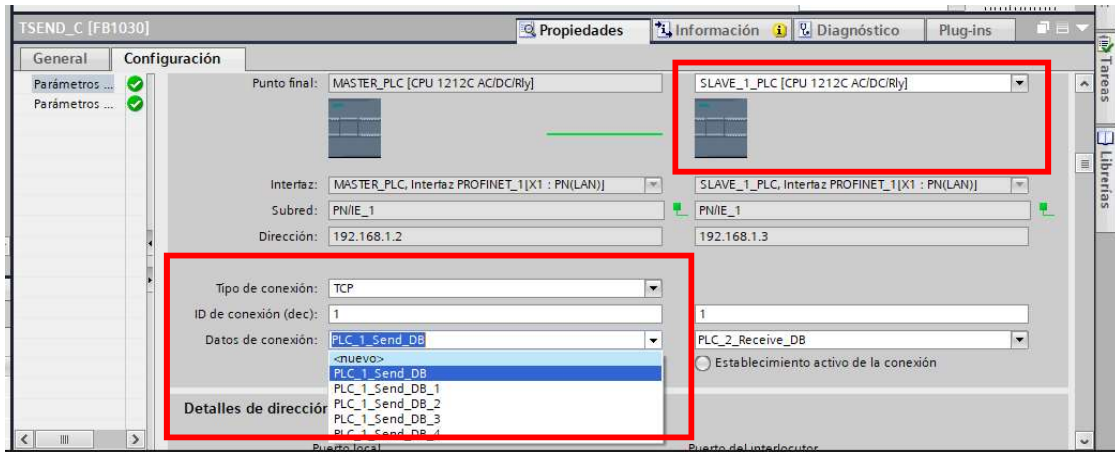 TSEND_C [FB1030]
Propiedades
Información
Diagnóstico
Plug-ins
General
Configuración
Parámetros ...
Parámetros ...
Punto final:
MASTER_PLC [CPU 1212C AC/DC/Rly]
SLAVE_1_PLC [CPU 1212C AC/DC/Rly]
Interfaz:
MASTER_PLC, Interfaz PROFINET_1[X1 : PN(LAN)]
SLAVE_1_PLC, Interfaz PROFINET_1[X1 : PN(LAN)]
Subred:
PN/IE_1
PN/IE_1
Dirección:
192.168.1.2
192.168.1.3
Tipo de conexión:
TCP
ID de conexión (dec):
1
1
Datos de conexión:
PLC_1_Send_DB
PLC_2_Receive_DB
<nuevo>
PLC_1_Send_DB
PLC_1_Send_DB_1
PLC_1_Send_DB_2
PLC_1_Send_DB_3
PLC_1_Send_DB_4
Establecimiento activo de la conexión
Detalles de direcció
Puerto local
Puerto del interlocutor
Tareas
Librerías